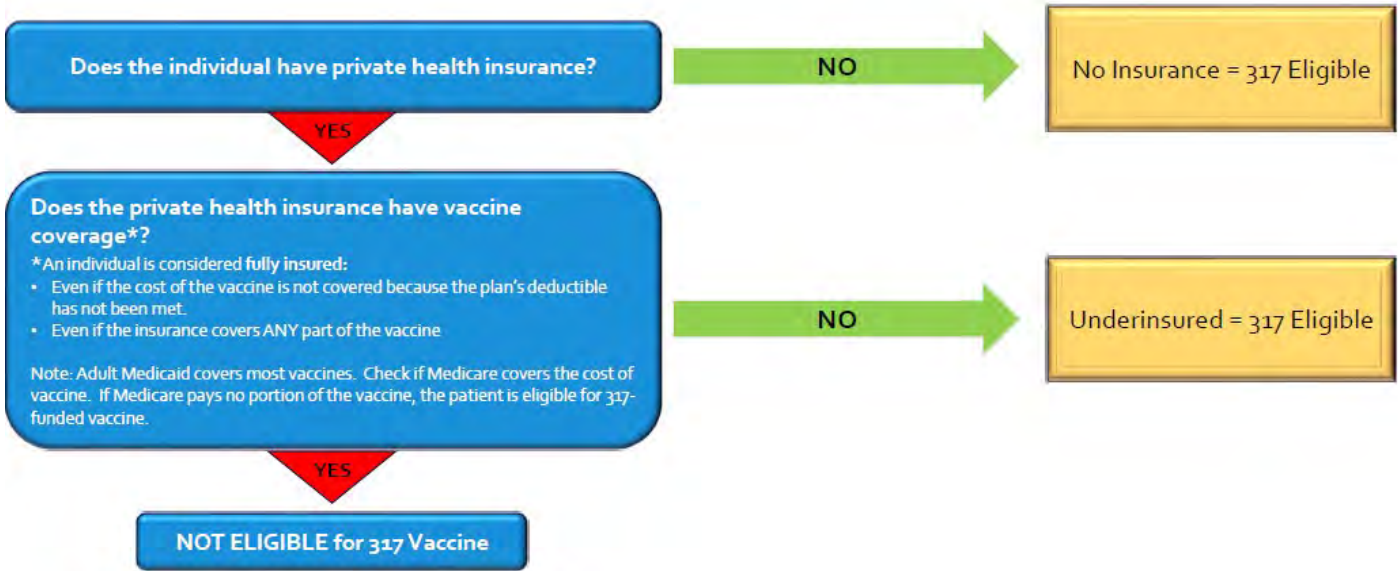 Does the individual have private health insurance?
NO
No Insurance = 317 Eligible
YES
Does the private health insurance have vaccine
coverage*?
*An individual is considered fully insured:
• Even if the cost of the vaccine is not covered because the plan's deductible
has not been met.
• Even if the insurance covers ANY part of the vaccine
Note: Adult Medicaid covers most vaccines. Check if Medicare covers the cost of
vaccine. If Medicare pays no portion of the vaccine, the patient is eligible for 317-
funded vaccine.
NO
Underinsured = 317 Eligible
YES
NOT ELIGIBLE for 317 Vaccine